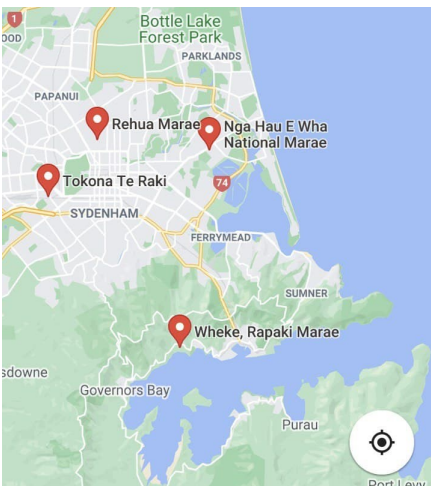 1
Bottle Lake
Forest Park
OOD
PARKLANDS
PAPANUI
Rehua Marae
Nga Hau E Wha
National Marae
Tokona Te Raki
74
SYDENHAM
FERRYMEAD
SUMNER
Wheke, Rapaki Marae
sdowne
Governors Bay
Purau
Port Levy